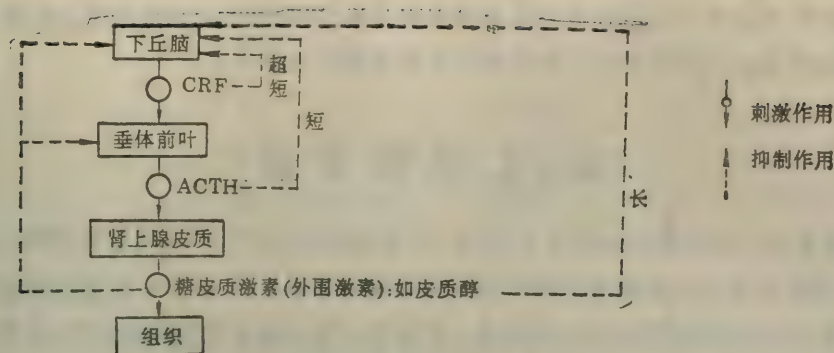 下丘脑
超短
CRF
短
刺激作用
垂体前叶
抑制作用
ACTH
长
肾上腺皮质
糖皮质激素(外围激素):如皮质醇
组织